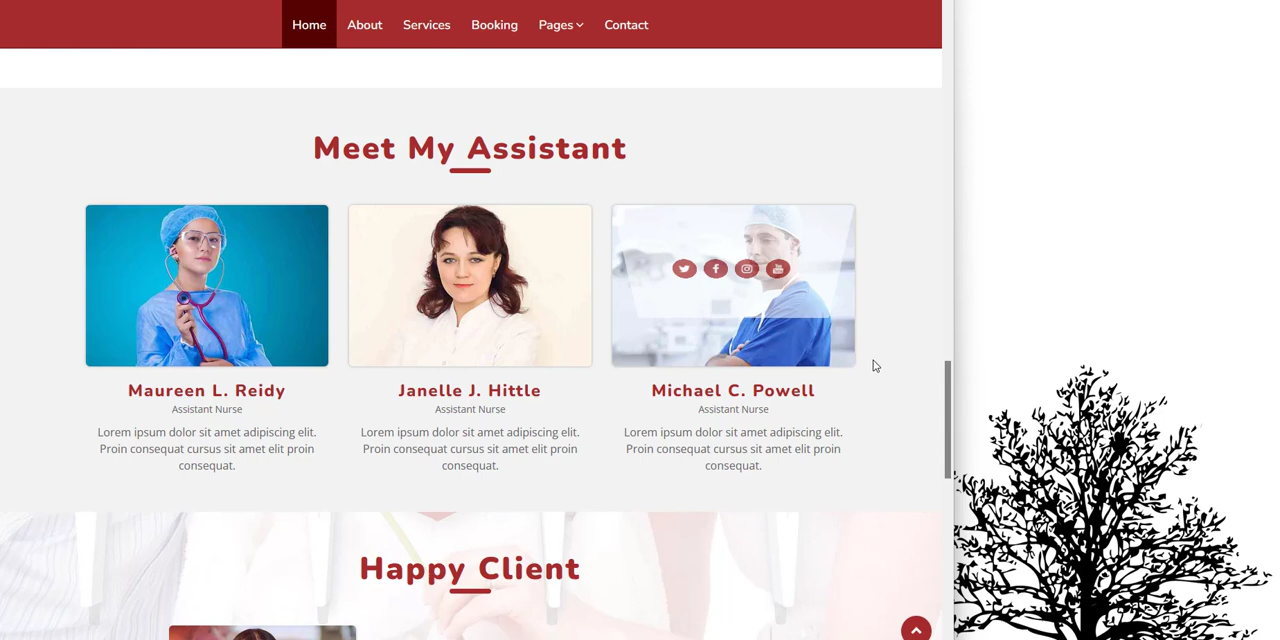 Home About Services Booking Pages Contact
Meet My Assistant
Maureen L. Reidy
Assistant Nurse
Lorem ipsum dolor sit amet adipiscing elit.
Proin consequat cursus sit amet elit proin
consequat.
Janelle J. Hittle
Assistant Nurse
Lorem ipsum dolor sit amet adipiscing elit.
Proin consequat cursus sit amet elit proin
consequat.
Michael C. Powell
Assistant Nurse
Lorem ipsum dolor sit amet adipiscing elit.
Proin consequat cursus sit amet elit proin
consequat.
Happy Client